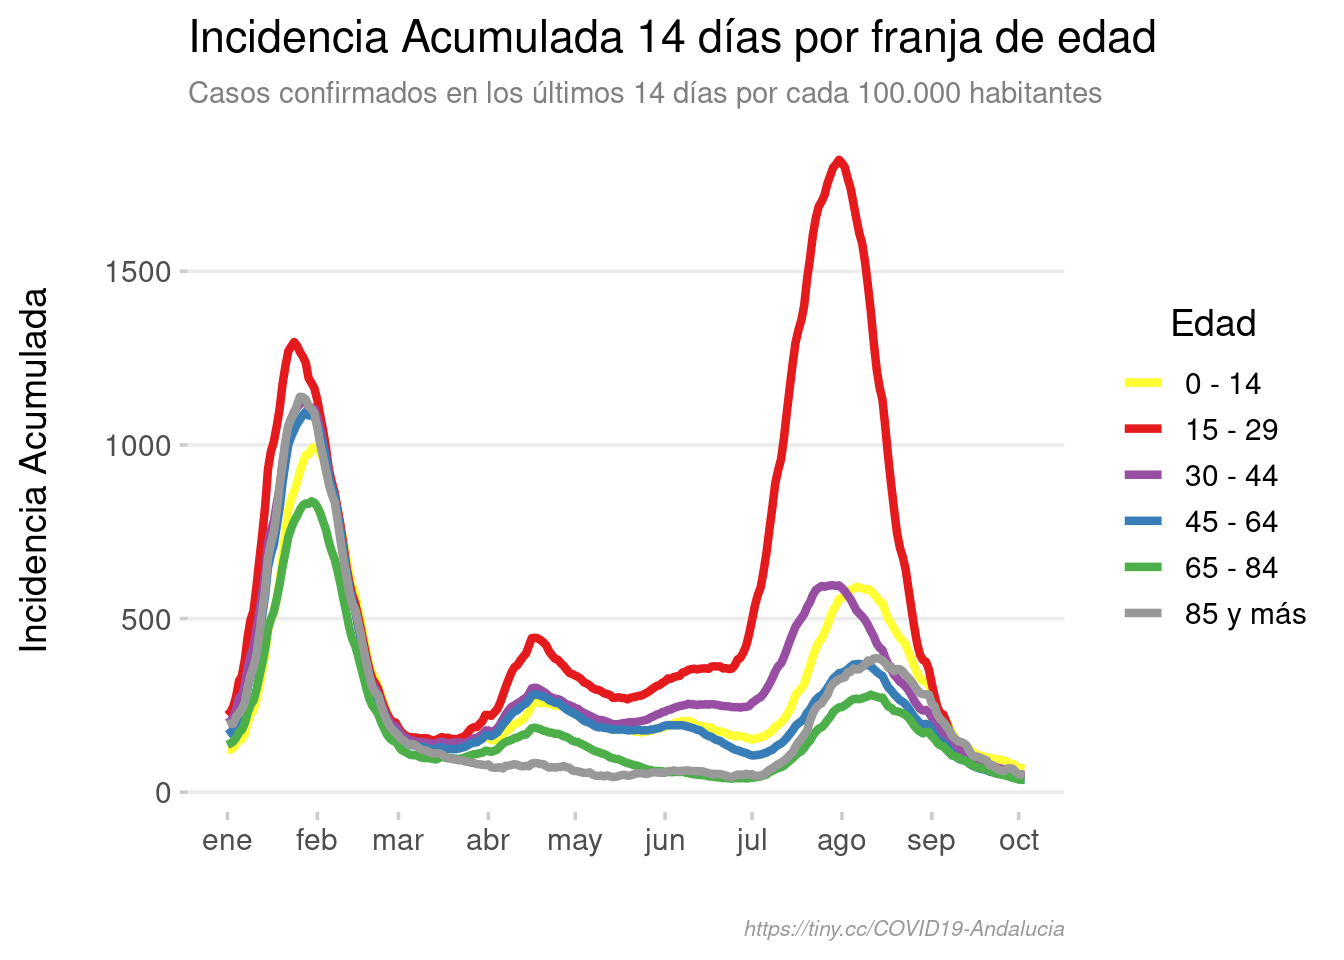 Incidencia Acumulada 14 días por franja de edad
Casos confirmados en los últimos 14 días por cada 100.000 habitantes
Incidencia Acumulada
1500
1000
500
0
ene feb mar abr may jun jul ago sep oct
Edad
0 - 14
15 - 29
30 - 44
45 - 64
65 - 84
85 y más
https://tiny.cc/COVID19-Andalucia